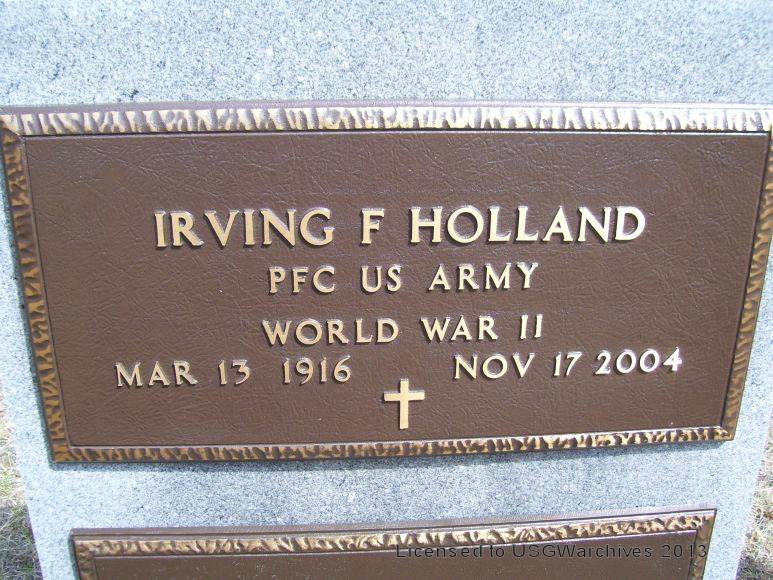 IRVING F HOLLAND
PFC US ARMY
WORLD WAR II
MAR 13 1916 NOV 17 2004
Licensed to USGWarchives 2013